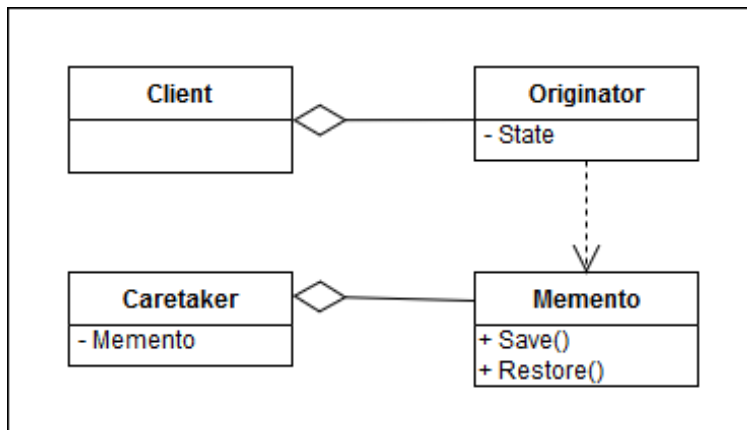 Client
Originator
- State
Caretaker
- Memento
Memento
+ Save()
+ Restore()